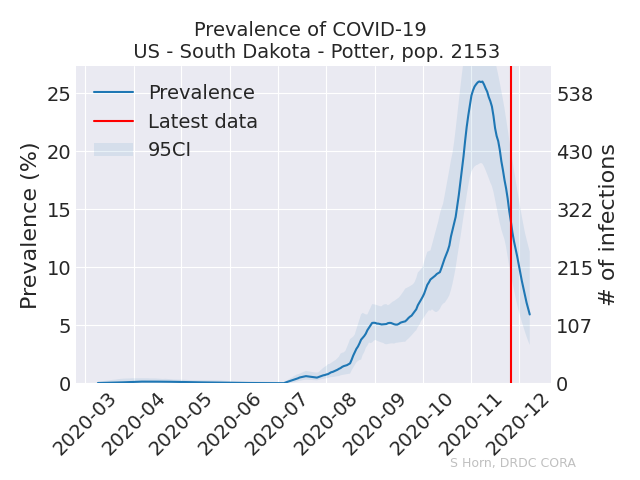 Prevalence of COVID-19
US - South Dakota - Potter, pop. 2153
Prevalence
Latest data
95CI
Prevalence (%)
25
20
15
10
5
0
538
430
322
215
107
0
# of infections
2020-03
2020-04
2020-05
2020-06
2020-07
2020-08
2020-09
2020-10
2020-11
2020-12
S Horn, DRDC CORA